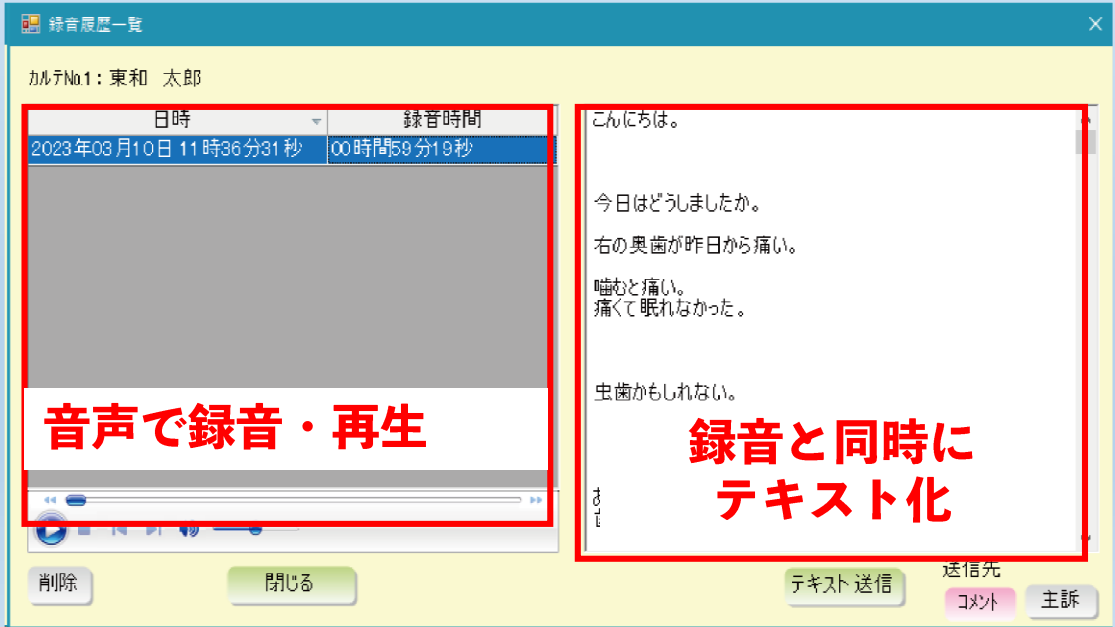 録音履歴一覧
ｶﾙﾃNo.1：東和　太郎
日時
録音時間
2023年03月10日 11時36分31秒
00時間59分19秒
音声で録音・再生
こんにちは。
今日はどうしましたか。
右の奥歯が昨日から痛い。
噛むと痛い。
痛くて眠れなかった。
虫歯かもしれない。
録音と同時に
テキスト化
削除
閉じる
ﾃｷｽﾄ送信
送信先
ｺﾒﾝﾄ
主訴